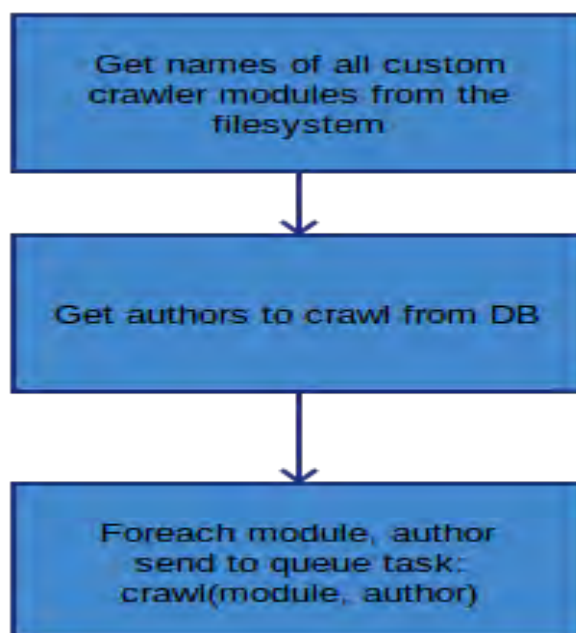 Get names of all custom
crawler modules from the
filesystem
Get authors to crawl from DB
Foreach module, author
send to queue task:
crawl(module, author)